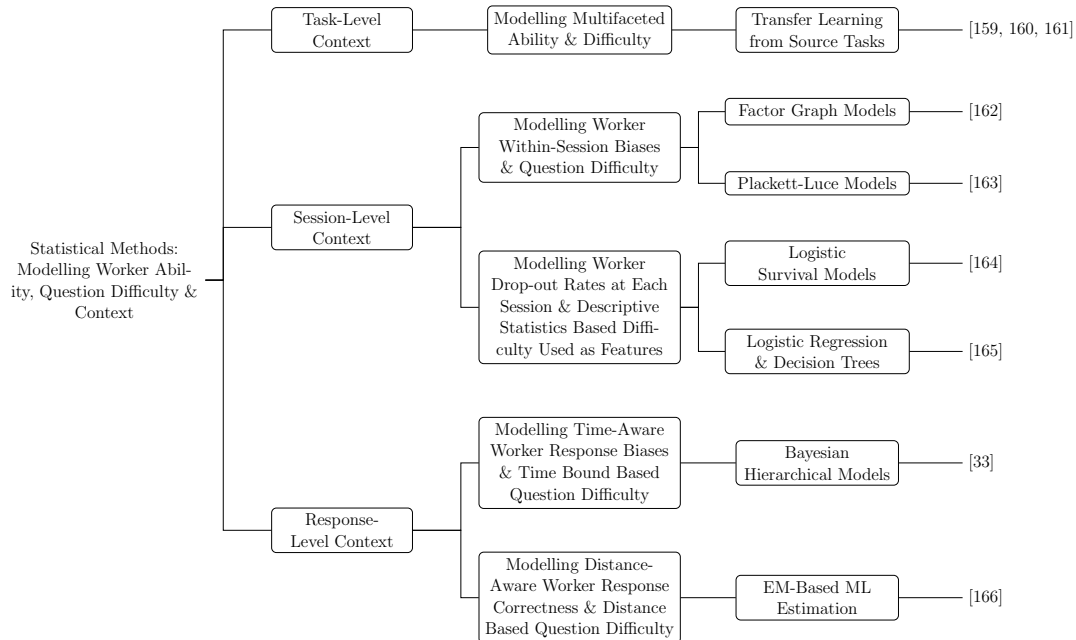 Statistical Methods:
Modelling Worker Abil-
ity, Question Difficulty &
Context
Task-Level
Context
Modelling Multifaceted
Ability & Difficulty
Transfer Learning
from Source Tasks
[159, 160, 161]
Session-Level
Context
Modelling Worker
Within-Session Biases
& Question Difficulty
Factor Graph Models
[162]
Plackett-Luce Models
[163]
Modelling Worker
Drop-out Rates at Each
Session & Descriptive
Statistics Based Diffi-
culty Used as Features
Logistic
Survival Models
[164]
Logistic Regression
& Decision Trees
[165]
Response-
Level Context
Modelling Time-Aware
Worker Response Biases
& Time Bound Based
Question Difficulty
Bayesian
Hierarchical Models
[33]
Modelling Distance-
Aware Worker Response
Correctness & Distance
Based Question Difficulty
EM-Based ML
Estimation
[166]